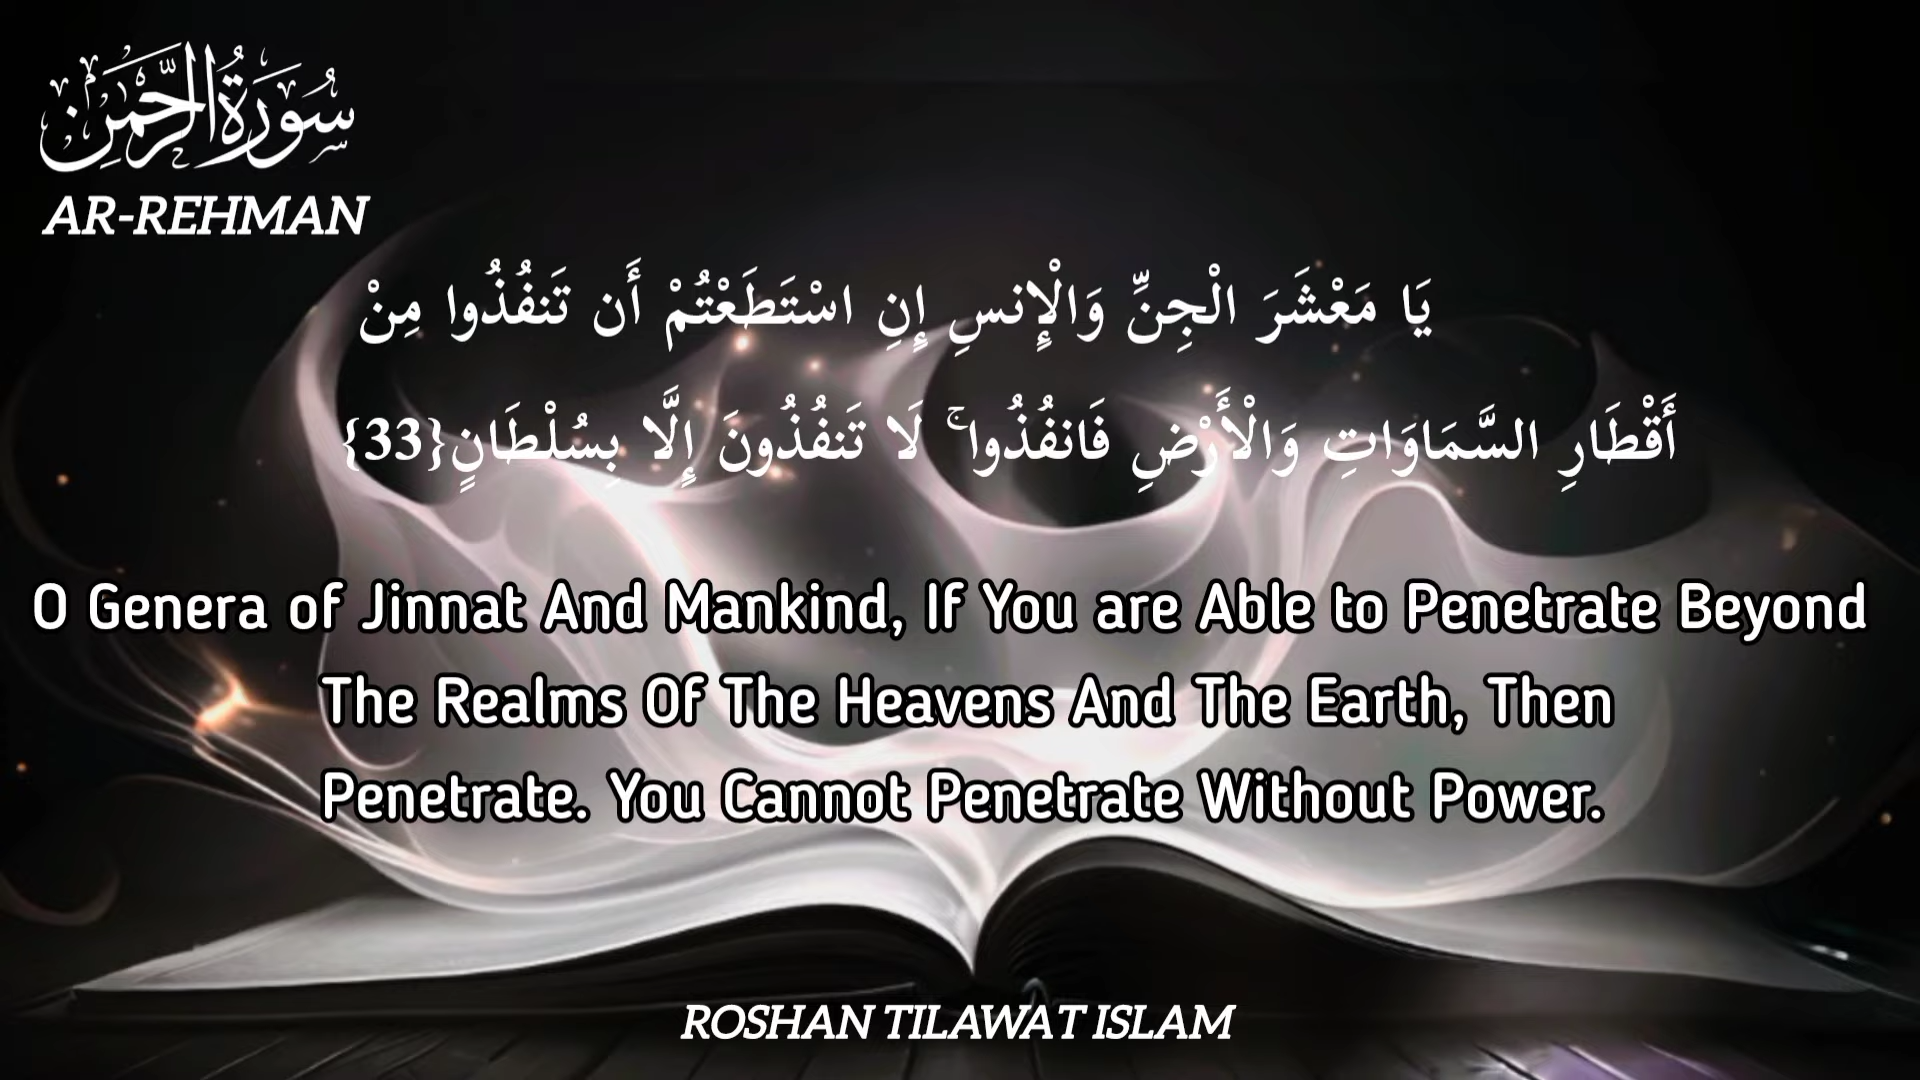 سُورَةُ الرَّحْمٰنِ
AR-REHMAN
يَا مَعْشَرَ الْجِنِّ وَالْإِنسِ إِنِ اسْتَطَعْتُمْ أَن تَنفُذُوا مِنْ
أَقْطَارِ السَّمَاوَاتِ وَالْأَرْضِ فَانفُذُوا ۚ لَا تَنفُذُونَ إِلَّا بِسُلْطَانٍ{33}
O Genera of Jinnat And Mankind, If You are Able to Penetrate Beyond
The Realms Of The Heavens And The Earth, Then
Penetrate. You Cannot Penetrate Without Power.
ROSHAN TILAWAT ISLAM